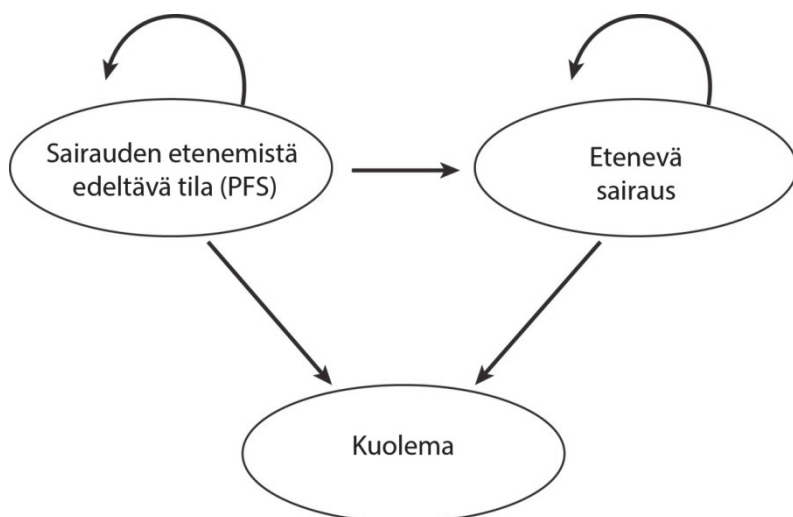 Sairauden etenemistä
edeltävä tila (PFS)
Etenevä
sairaus
Kuolema